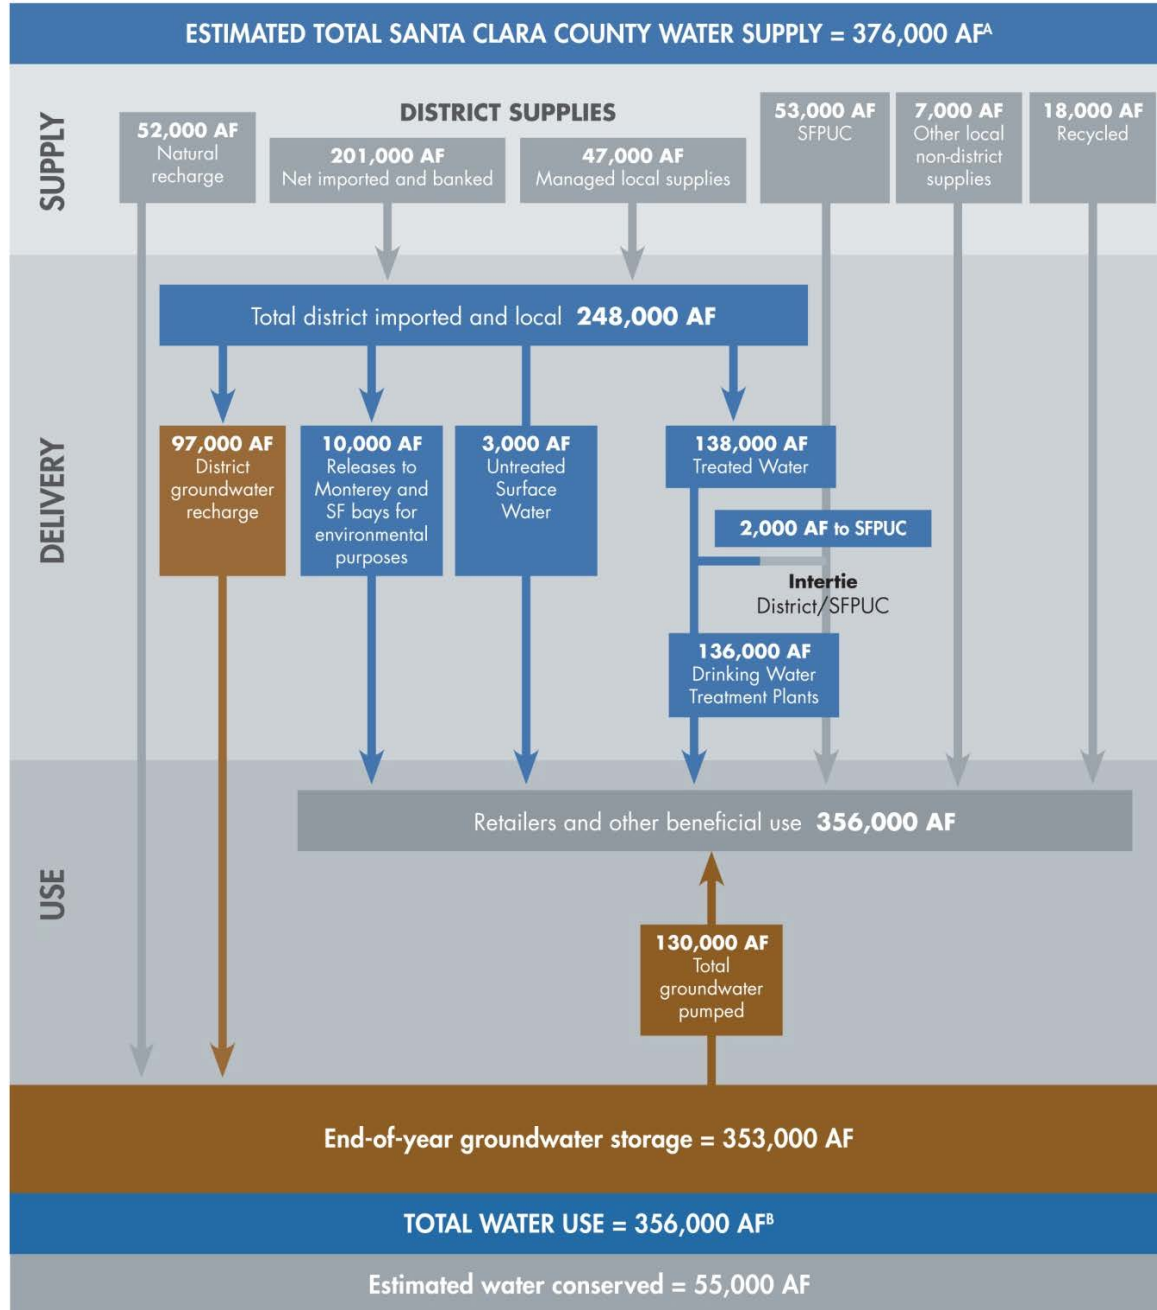 ESTIMATED TOTAL SANTA CLARA COUNTY WATER SUPPLY = 376,000 AFᴬ
SUPPLY
52,000 AF
Natural
recharge
DISTRICT SUPPLIES
201,000 AF
Net imported and banked
47,000 AF
Managed local supplies
53,000 AF
SFPUC
7,000 AF
Other local
non-district
supplies
18,000 AF
Recycled
DELIVERY
Total district imported and local 248,000 AF
97,000 AF
District
groundwater
recharge
10,000 AF
Releases to
Monterey and
SF bays for
environmental
purposes
3,000 AF
Untreated
Surface
Water
138,000 AF
Treated Water
2,000 AF to SFPUC
Intertie
District/SFPUC
136,000 AF
Drinking Water
Treatment Plants
USE
Retailers and other beneficial use 356,000 AF
130,000 AF
Total
groundwater
pumped
End-of-year groundwater storage = 353,000 AF
TOTAL WATER USE = 356,000 AFᴮ
Estimated water conserved = 55,000 AF